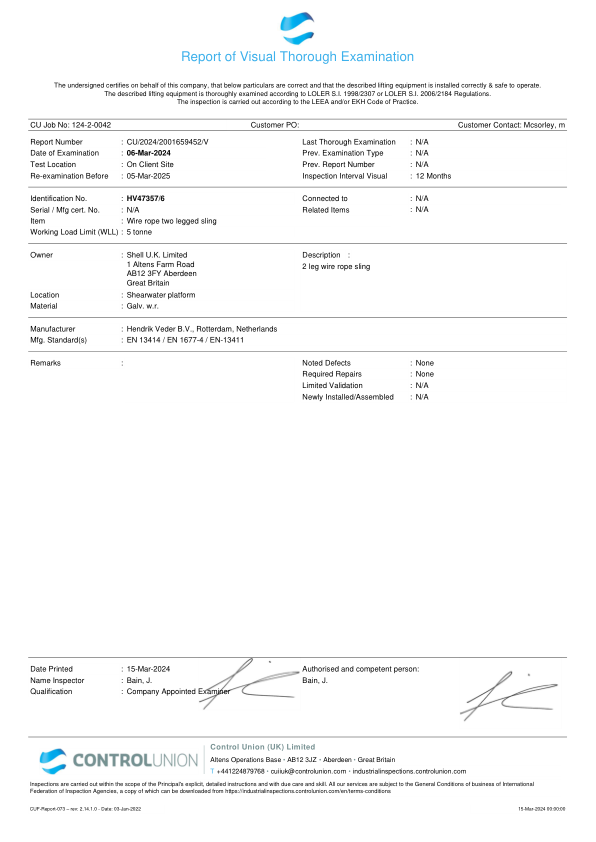 Report of Visual Thorough Examination
The undersigned certifies on behalf of this company, that below particulars are correct and that the described lifting equipment is installed correctly & safe to operate.
The described lifting equipment is thoroughly examined according to LOLER S.I. 1998/2307 or LOLER S.I. 2006/2184 Regulations.
The inspection is carried out according to the LEEA and/or EKH Code of Practice.
CU Job No: 124-2-0042 Customer PO: Customer Contact: Mcsorley, m
Report Number : CU/2024/2001659452/V Last Thorough Examination : N/A
Date of Examination : 06-Mar-2024 Prev. Examination Type : N/A
Test Location : On Client Site Prev. Report Number : N/A
Re-examination Before : 05-Mar-2025 Inspection Interval Visual : 12 Months
Identification No. : HV47357/6 Connected to : N/A
Serial / Mfg cert. No. : N/A Related Items : N/A
Item : Wire rope two legged sling
Working Load Limit (WLL) : 5 tonne
Owner : Shell U.K. Limited Description :
1 Altens Farm Road 2 leg wire rope sling
AB12 3FY Aberdeen
Great Britain
Location : Shearwater platform
Material : Galv. w.r.
Manufacturer : Hendrik Veder B.V., Rotterdam, Netherlands
Mfg. Standard(s) : EN 13414 / EN 1677-4 / EN-13411
Remarks : Noted Defects : None
Required Repairs : None
Limited Validation : N/A
Newly Installed/Assembled : N/A
Date Printed : 15-Mar-2024 Authorised and competent person:
Name Inspector : Bain, J. Bain, J.
Qualification : Company Appointed Examiner
CONTROLUNION
Control Union (UK) Limited
Altens Operations Base · AB12 3JZ · Aberdeen · Great Britain
T +441224879768 · cuiiuk@controlunion.com · industrialinspections.controlunion.com
Inspections are carried out within the scope of the Principal's explicit, detailed instructions and with due care and skill. All our services are subject to the General Conditions of business of International
Federation of Inspection Agencies, a copy of which can be downloaded from https://industrialinspections.controlunion.com/en/terms-conditions
CUF-Report-073 – rev: 2.14.1.0 - Date: 03-Jun-2022 15-Mar-2024 00:00:00